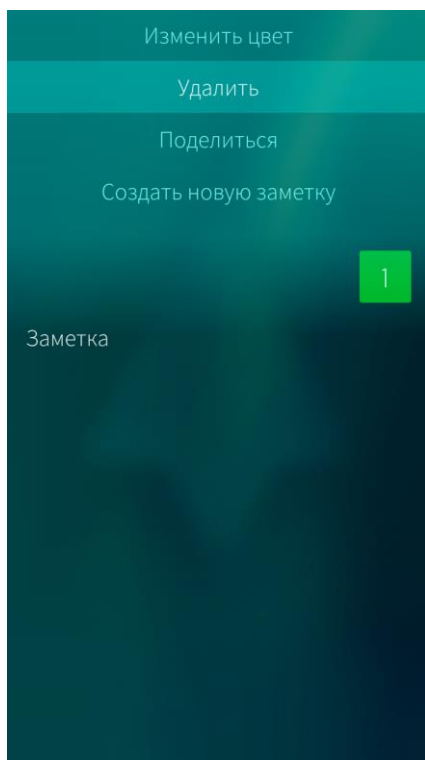 Изменить цвет
Удалить
Поделиться
Создать новую заметку
1
Заметка